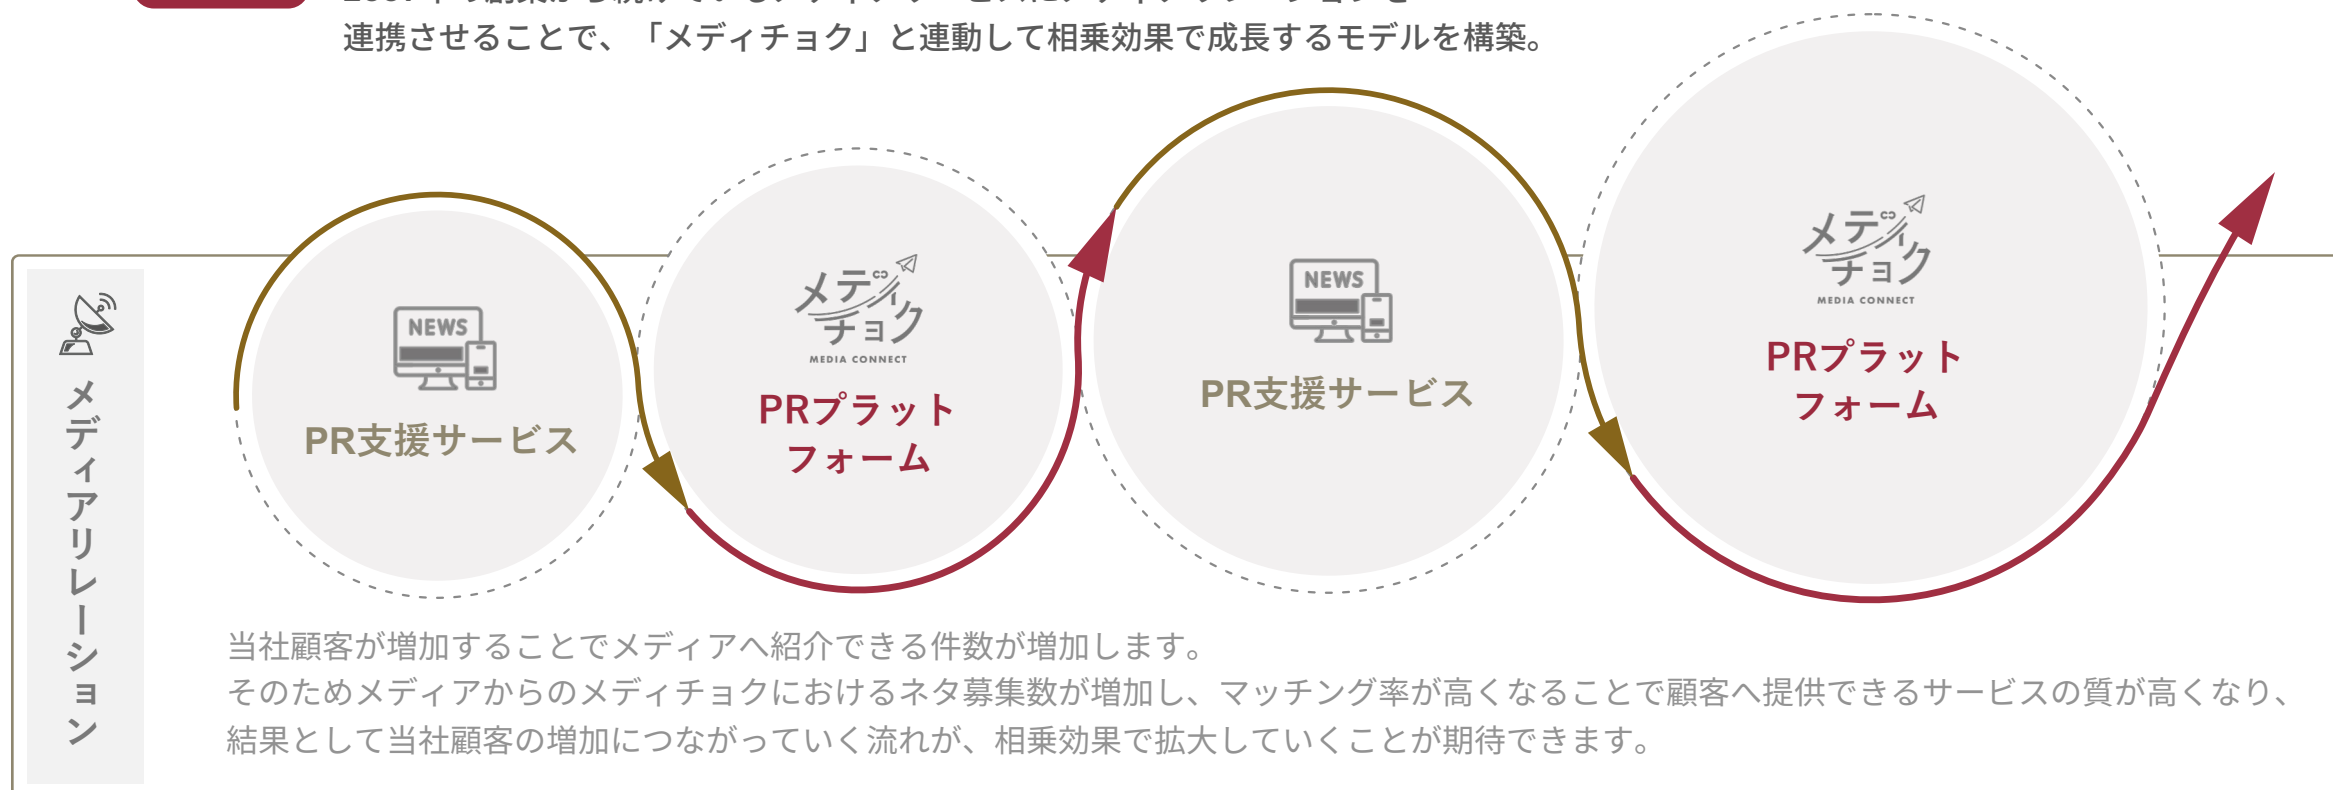 連携させることで、「メディチョク」と連動して相乗効果で成長するモデルを構築。
メディアリレーション
NEWS
PR支援サービス
メディチョク
MEDIA CONNECT
PRプラット
フォーム
NEWS
PR支援サービス
メディチョク
MEDIA CONNECT
PRプラット
フォーム
当社顧客が増加することでメディアへ紹介できる件数が増加します。
そのためメディアからのメディチョクにおけるネタ募集数が増加し、マッチング率が高くなることで顧客へ提供できるサービスの質が高くなり、
結果として当社顧客の増加につながっていく流れが、相乗効果で拡大していくことが期待できます。